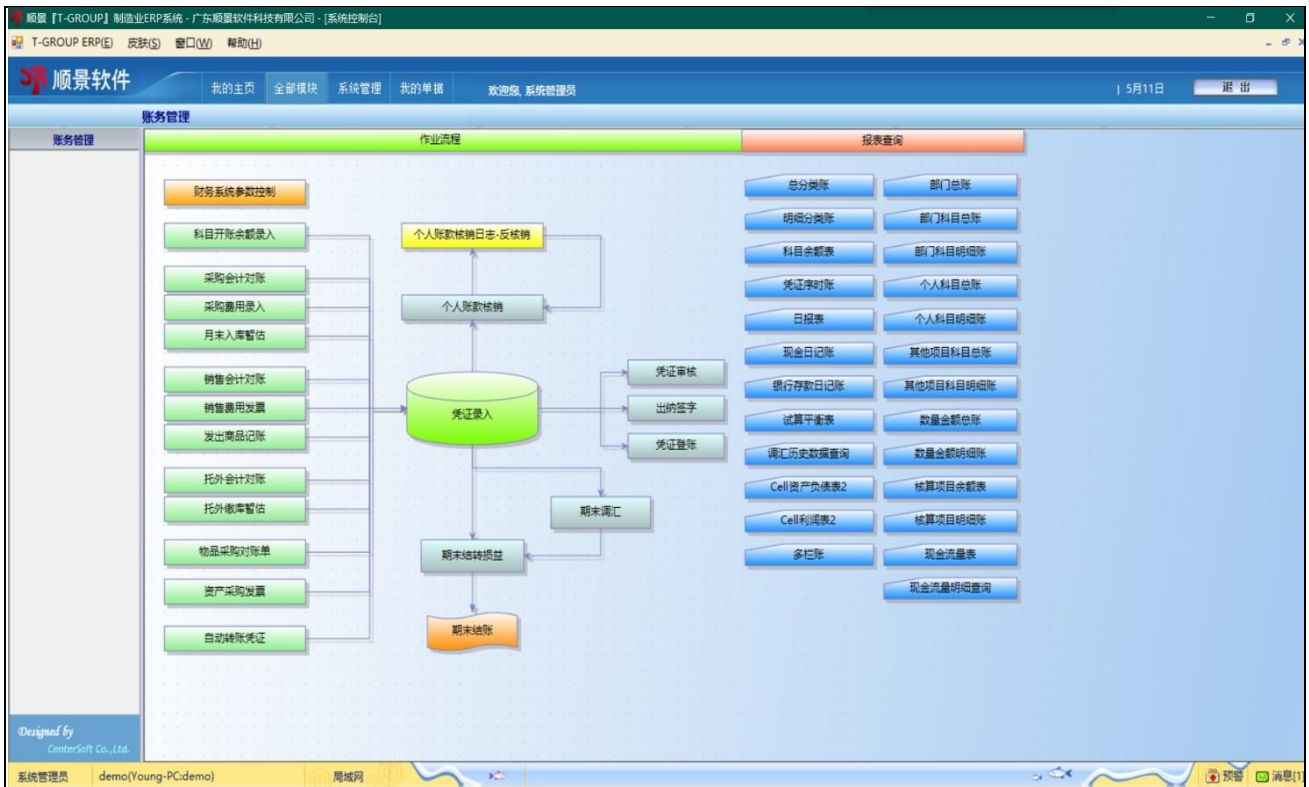 顺景『T-GROUP』制造业ERP系统 - 广东顺景软件科技有限公司 - [系统控制台]
T-GROUP ERP(E) 皮肤(S) 窗口(W) 帮助(H)
顺景软件 我的主页 全部模块 系统管理 我的单据 欢迎您, 系统管理员 | 5月11日 退 出
账务管理
账务管理
作业流程
报表查询
财务系统参数控制
科目开账余额录入
采购会计对账
采购费用录入
月末入库暂估
销售会计对账
销售费用发票
发出商品记账
托外会计对账
托外缴库暂估
物品采购对账单
资产采购发票
自动转账凭证
个人账款核销日志-反核销
个人账款核销
凭证录入
凭证审核
出纳签字
凭证登账
期末调汇
期末结转损益
期末结账
总分类账 部门总账
明细分类账 部门科目总账
科目余额表 部门科目明细账
凭证序时账 个人科目总账
日报表 个人科目明细账
现金日记账 其他项目科目总账
银行存款日记账 其他项目科目明细账
试算平衡表 数量金额总账
调汇历史数据查询 数量金额明细账
Cell资产负债表2 核算项目余额表
Cell利润表2 核算项目明细账
多栏账 现金流量表
现金流量明细查询
Designed by
CenterSoft Co.,Ltd.
系统管理员 demo(Young-PC:demo) 局域网 预警 消息[1]